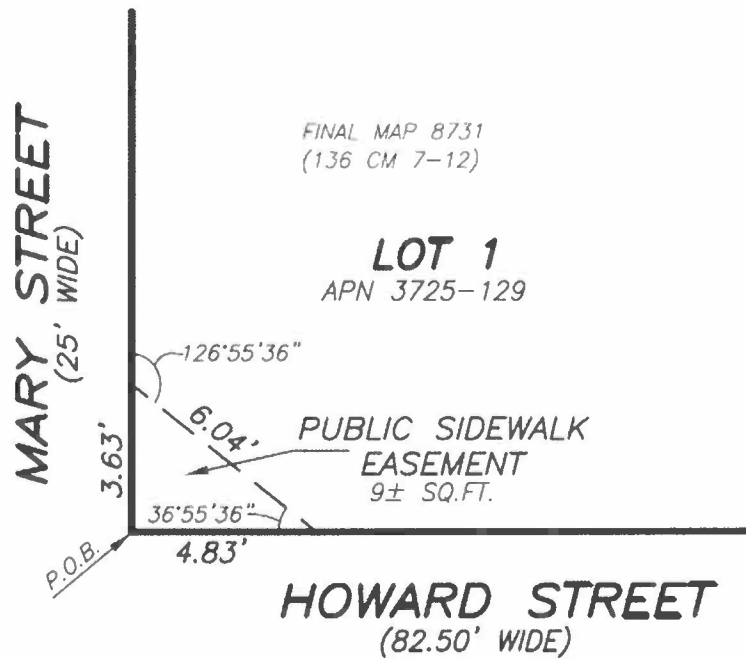 FINAL MAP 8731
(136 CM 7-12)
LOT 1
APN 3725-129
MARY STREET
(25' WIDE)
126°55'36"
6.04'
3.63'
PUBLIC SIDEWALK
EASEMENT
9± SQ.FT.
36°55'36"
4.83'
P.O.B.
HOWARD STREET
(82.50' WIDE)